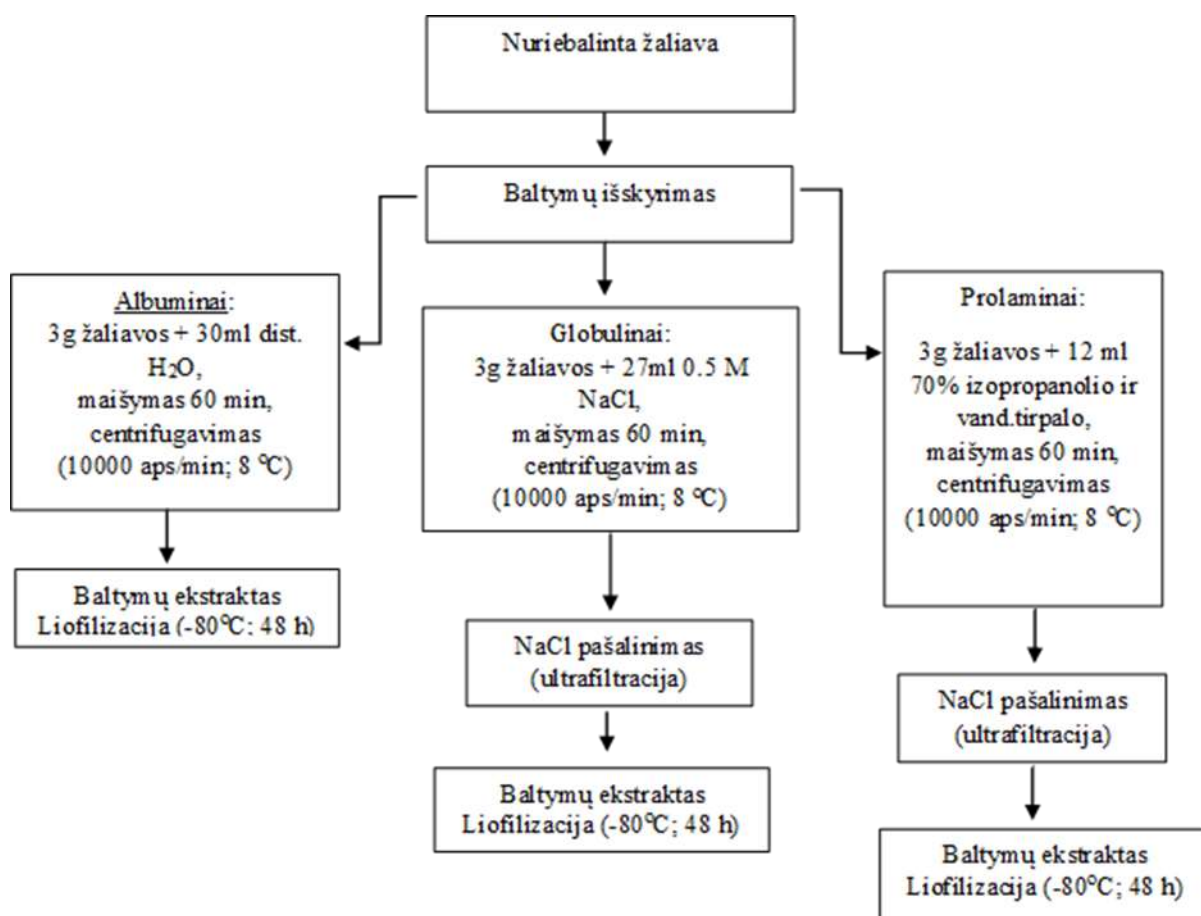 Nuriebalinta žaliava
Baltymų išskyrimas
Albuminai:
3g žaliavos + 30ml dist.
H₂O,
maišymas 60 min,
centrifugavimas
(10000 aps/min; 8 °C)
Baltymų ekstraktas
Liofilizacija (-80°C; 48 h)
Globulinai:
3g žaliavos + 27ml 0.5 M
NaCl,
maišymas 60 min,
centrifugavimas
(10000 aps/min; 8 °C)
NaCl pašalinimas
(ultrafiltracija)
Baltymų ekstraktas
Liofilizacija (-80°C; 48 h)
Prolaminai:
3g žaliavos + 12 ml
70% izopropanolio ir
vand.tirpalo,
maišymas 60 min,
centrifugavimas
(10000 aps/min; 8 °C)
NaCl pašalinimas
(ultrafiltracija)
Baltymų ekstraktas
Liofilizacija (-80°C; 48 h)